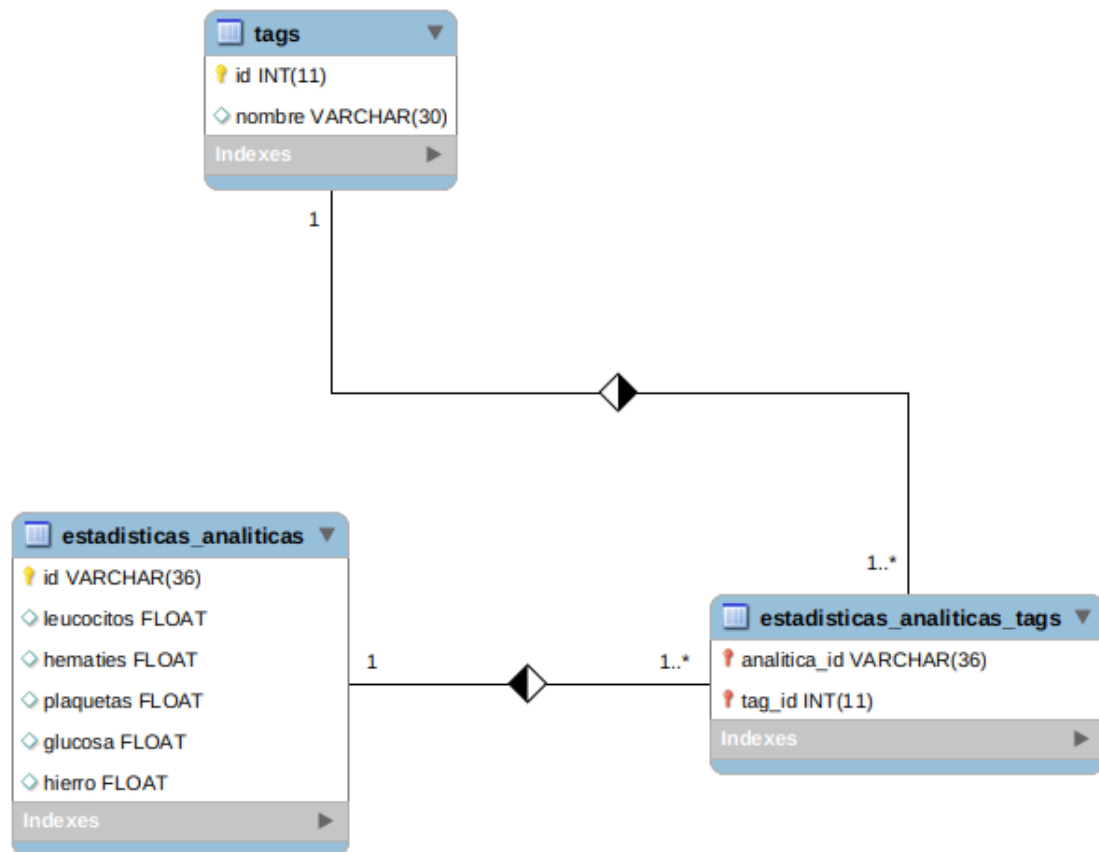 tags
id INT(11)
nombre VARCHAR(30)
Indexes
1
1..*
estadisticas_analiticas
id VARCHAR(36)
leucocitos FLOAT
hematies FLOAT
plaquetas FLOAT
glucosa FLOAT
hierro FLOAT
Indexes
1
1..*
estadisticas_analiticas_tags
analitica_id VARCHAR(36)
tag_id INT(11)
Indexes